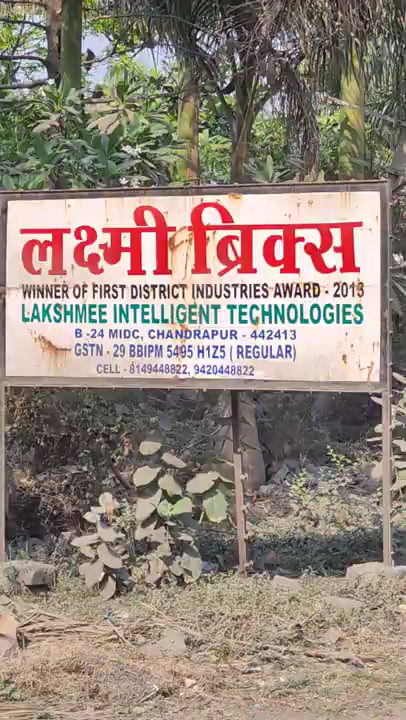 लक्ष्मी ब्रिक्स
WINNER OF FIRST DISTRICT INDUSTRIES AWARD - 2013
LAKSHMEE INTELLIGENT TECHNOLOGIES
B -24 MIDC, CHANDRAPUR - 442413
GSTN - 29 BBIPM 5495 H1Z5 ( REGULAR)
CELL - 8149448822, 9420448822